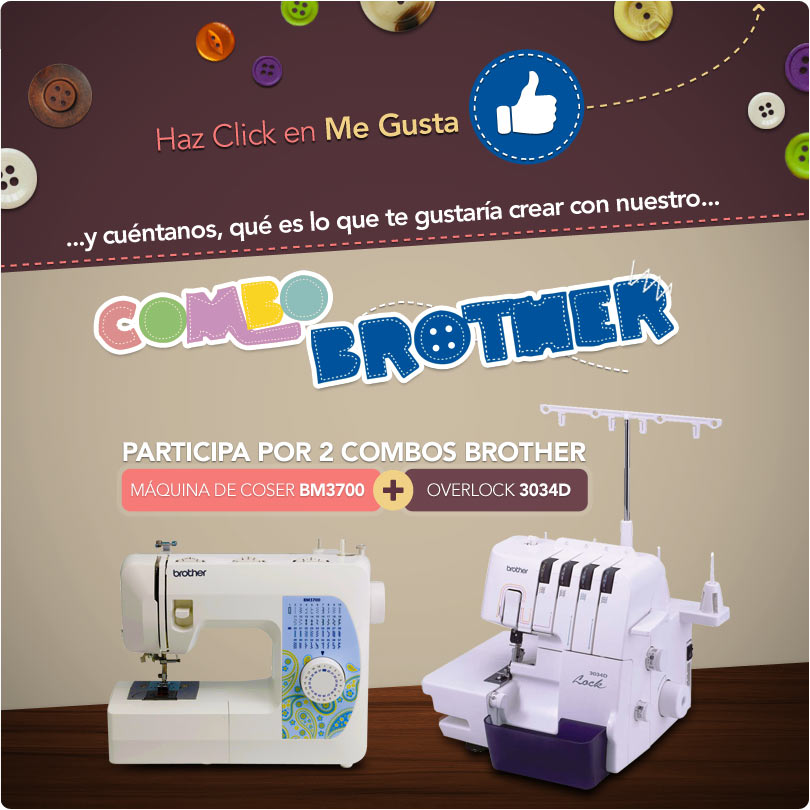 Haz Click en Me Gusta
...y cuéntanos, qué es lo que te gustaría crear con nuestro...
COMBO
BROTHER
PARTICIPA POR 2 COMBOS BROTHER
MÁQUINA DE COSER BM3700 + OVERLOCK 3034D
brother
BM3700
brother
3034D
Lock